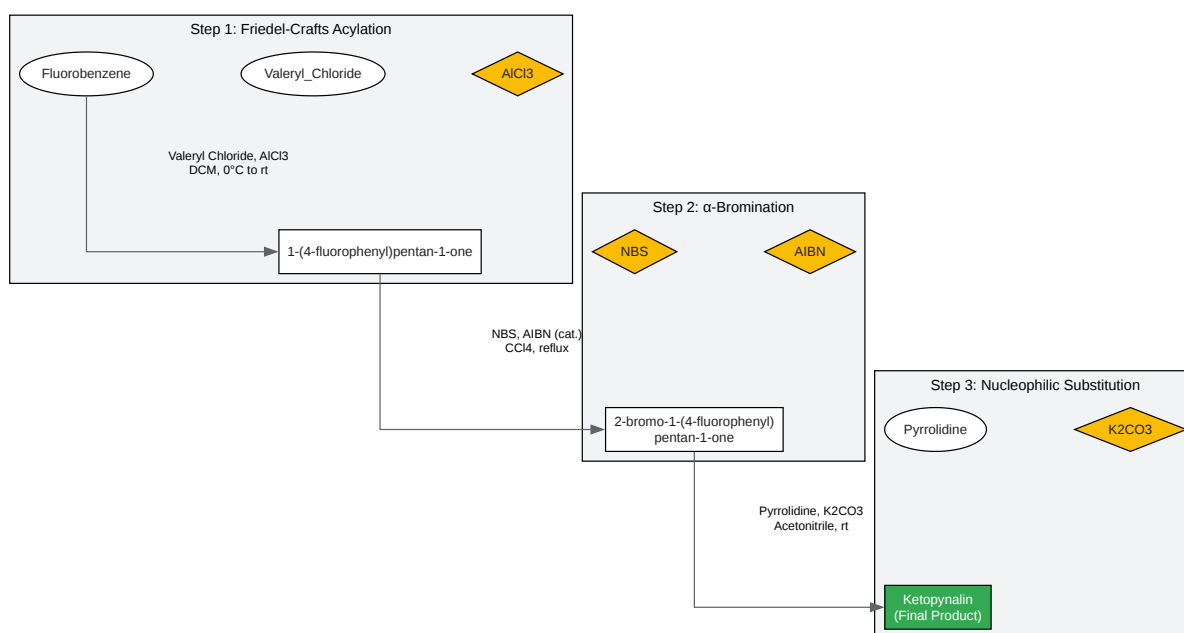 Step 1: Friedel-Crafts Acylation
Fluorobenzene
Valeryl_Chloride
AlCl3
Valeryl Chloride, AlCl3
DCM, 0°C to rt
1-(4-fluorophenyl)pentan-1-one
Step 2: α-Bromination
NBS
AIBN
NBS, AIBN (cat.)
CCl4, reflux
2-bromo-1-(4-fluorophenyl)
pentan-1-one
Step 3: Nucleophilic Substitution
Pyrrolidine
K2CO3
Pyrrolidine, K2CO3
Acetonitrile, rt
Ketopynalin
(Final Product)